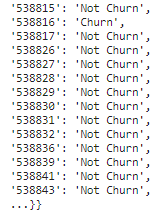 '538815': 'Not Churn',
'538816': 'Churn',
'538817': 'Not Churn',
'538826': 'Not Churn',
'538827': 'Not Churn',
'538828': 'Not Churn',
'538829': 'Not Churn',
'538830': 'Not Churn',
'538831': 'Not Churn',
'538832': 'Not Churn',
'538836': 'Not Churn',
'538839': 'Not Churn',
'538841': 'Not Churn',
'538843': 'Not Churn',
...}}